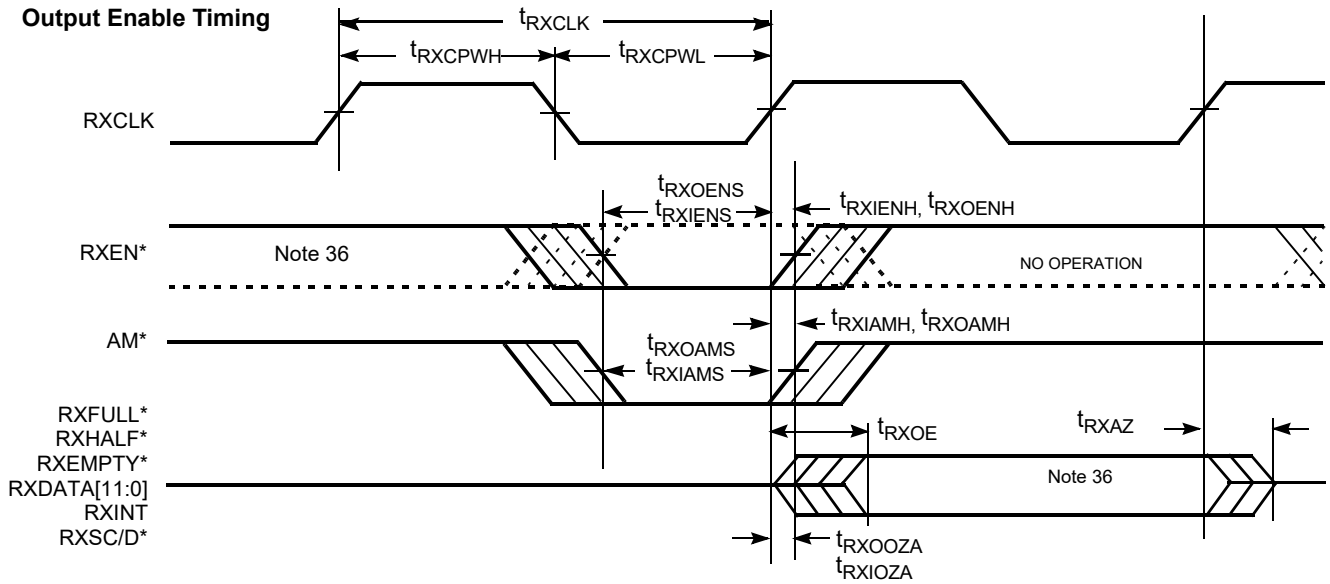 Output Enable Timing
tRXCLK
tRXCPWH
tRXCPWL
RXCLK
tRXOENS
tRXIENS
tRXIENH, tRXOENH
RXEN*
Note 36
NO OPERATION
tRXIAMH, tRXOAMH
AM*
tRXOAMS
tRXIAMS
RXFULL*
RXHALF*
RXEMPTY*
RXDATA[11:0]
RXINT
RXSC/D*
tRXOE
tRXAZ
Note 36
tRXOOZA
tRXIOZA